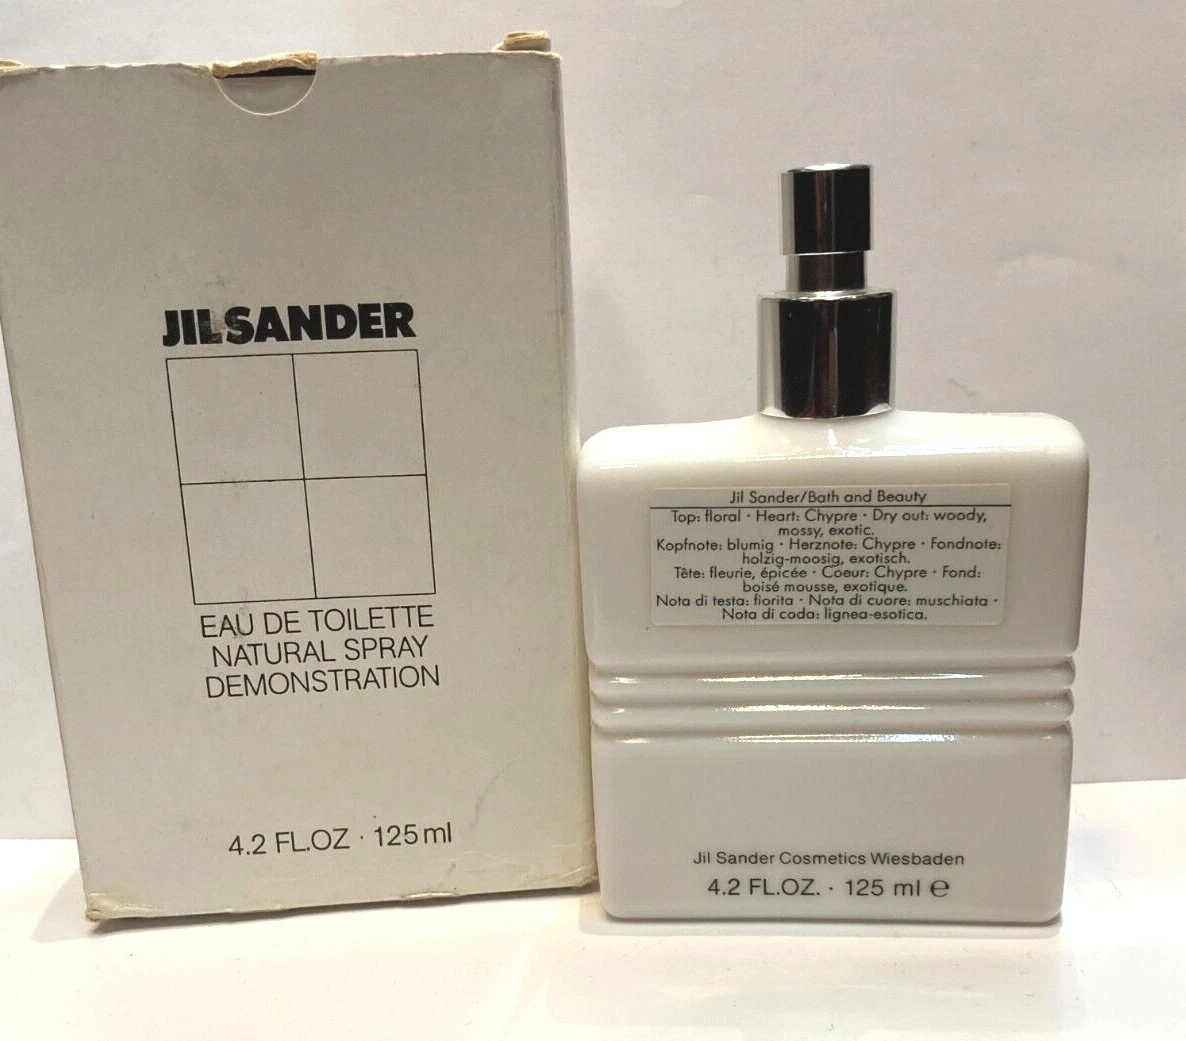 JIL SANDER
EAU DE TOILETTE
NATURAL SPRAY
DEMONSTRATION
4.2 FL.OZ · 125 ml
Jil Sander/Bath and Beauty
Top: floral · Heart: Chypre · Dry out: woody,
mossy, exotic.
Kopfnote: blumig · Herznote: Chypre · Fondnote:
holzig-moosig, exotisch.
Tête: fleurie, épicée · Coeur: Chypre · Fond:
boisé mousse, exotique.
Nota di testa: fiorita · Nota di cuore: muschiata ·
Nota di coda: lignea-esotica.
Jil Sander Cosmetics Wiesbaden
4.2 FL.OZ. · 125 ml ℮